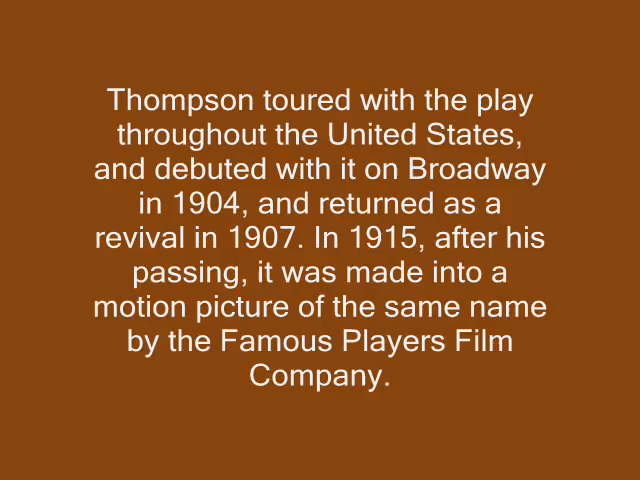 Thompson toured with the play
throughout the United States,
and debuted with it on Broadway
in 1904, and returned as a
revival in 1907. In 1915, after his
passing, it was made into a
motion picture of the same name
by the Famous Players Film
Company.